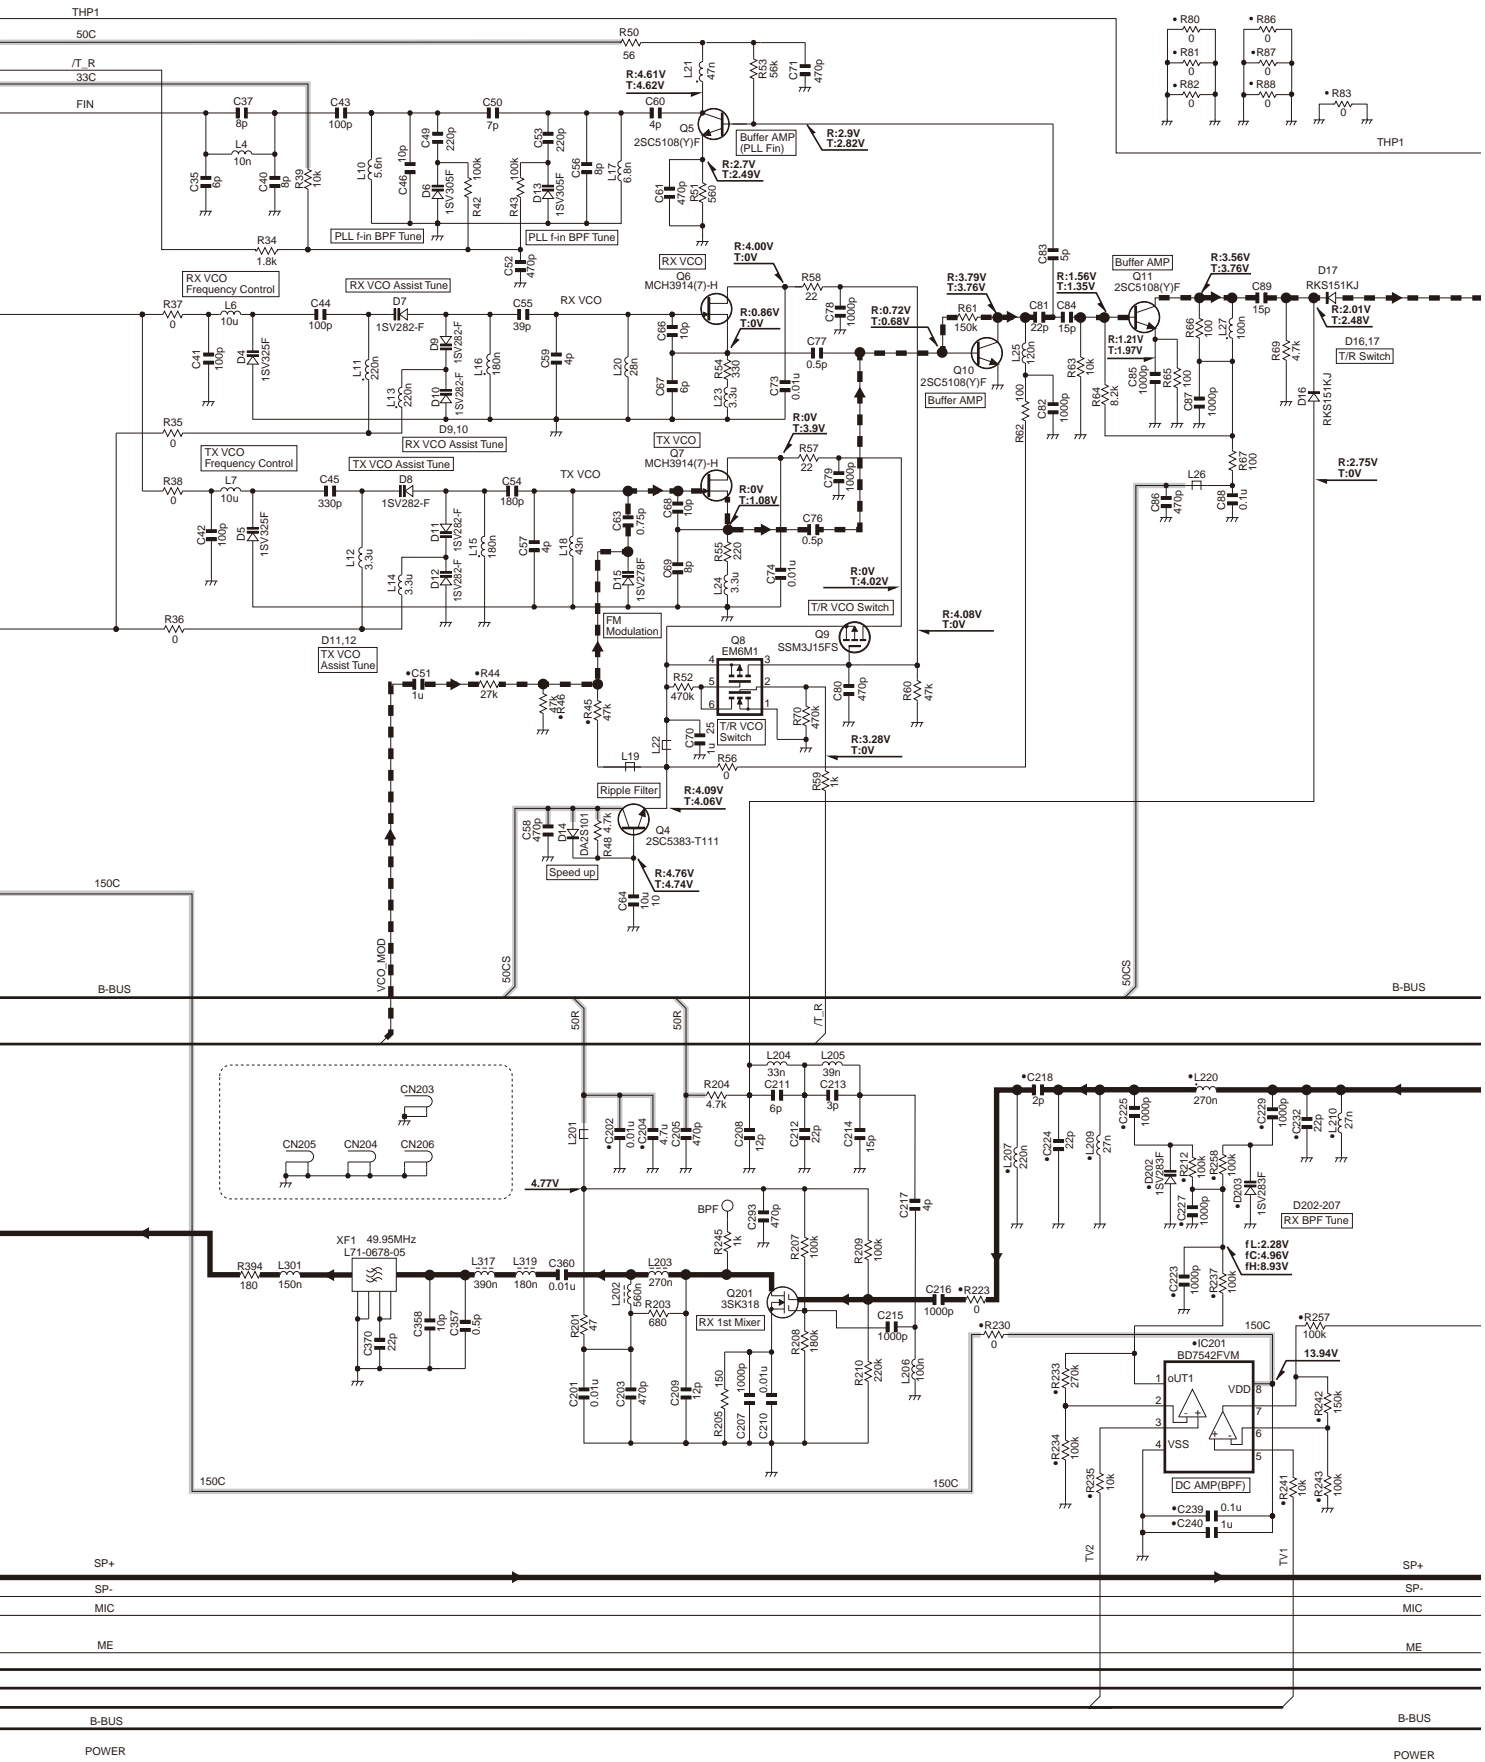 THP1
50C
/T_R
33C
FIN
R50
56
L21
47n
R53
56k
C71
470p
R:4.61V
T:4.62V
C37
8p
L4
10n
C35
6p
C40
8p
R39
10k
C43
100p
L10
5.6n
C46
10p
C49
220p
D6
1SV305F
R42
100k
C50
7p
R43
100k
C53
220p
D13
1SV305F
C56
8p
L17
6.8n
C60
4p
Q5
2SC5108(Y)F
Buffer AMP
(PLL Fin)
R:2.9V
T:2.82V
R:2.7V
T:2.49V
C61
470p
R51
560
PLL f-in BPF Tune
PLL f-in BPF Tune
R34
1.8k
C52
470p
• R80
0
• R81
0
• R82
0
• R86
0
•R87
0
• R88
0
• R83
0
THP1
RX VCO
Frequency Control
R37
0
L6
10u
C41
100p
D4
1SV325F
C44
100p
RX VCO Assist Tune
D7
1SV282-F
L11
220n
L13
220n
D9
1SV282-F
D10
1SV282-F
D9,10
RX VCO Assist Tune
L16
180n
C55
39p
C59
4p
RX VCO
L20
28n
RX VCO
Q6
MCH3914(7)-H
C66
10p
C67
6p
R54
330
L23
3.3u
R:4.00V
T:0V
R:0.86V
T:0V
C73
0.01u
R58
22
C78
1000p
C77
0.5p
R:0.72V
T:0.68V
R61
150k
R:3.79V
T:3.76V
Q10
2SC5108(Y)F
Buffer AMP
C83
5p
C81
22p
C84
15p
L25
120n
R62
100
C82
1000p
R63
10k
R64
8.2k
R:1.56V
T:1.35V
Buffer AMP
Q11
2SC5108(Y)F
R:3.56V
T:3.76V
R:1.21V
T:1.97V
C85
1000p
R65
100
R66
100
C87
1000p
L27
100n
C89
15p
R69
4.7k
D17
RKS151KJ
R:2.01V
T:2.48V
D16,17
T/R Switch
D16
RKS151KJ
R35
0
TX VCO
Frequency Control
R38
0
L7
10u
C42
100p
D5
1SV325F
C45
330p
TX VCO Assist Tune
D8
1SV282-F
L12
3.3u
L14
3.3u
D11
1SV282-F
D12
1SV282-F
L15
180n
C54
180p
C57
4p
TX VCO
L18
43n
C63
0.75p
D15
1SV278F
TX VCO
Q7
MCH3914(7)-H
C68
10p
C69
8p
R55
220
L24
3.3u
R:0V
T:1.08V
R:0V
T:3.9V
R57
22
C79
1000p
C74
0.01u
C76
0.5p
R67
100
L26
C86
470p
C88
0.1u
R:2.75V
T:0V
R36
0
D11,12
TX VCO
Assist Tune
FM
Modulation
R:0V
T:4.02V
T/R VCO Switch
Q9
SSM3J15FS
R:4.08V
T:0V
•C51
1u
•R44
27k
47k
•R46
•R45
47k
Q8
EM6M1
4
3
5
2
6
1
R52
470k
T/R VCO
Switch
C70
1u
25
L22
R70
470k
C80
470p
R60
47k
R:3.28V
T:0V
L19
R56
0
R59
1k
Ripple Filter
R:4.09V
T:4.06V
C58
470p
D14
DA2S101
R48
4.7k
Q4
2SC5383-T111
Speed up
R:4.76V
T:4.74V
C64
10u
10
150C
VCO_MOD
50CS
50CS
B-BUS
B-BUS
50R
50R
/T_R
CN203
CN205
CN204
CN206
L201
•C202
0.01u
•C204
4.7u
C205
470p
R204
4.7k
L204
33n
L205
39n
C211
6p
C213
3p
C208
12p
C212
22p
C214
15p
4.77V
BPF
R245
1k
C293
470p
R207
100k
R209
100k
C217
4p
•C218
2p
•L207
220n
•C224
22p
•L209
27n
•C225
1000p
•L220
270n
•D202
1SV283F
•R212
100k
•C227
1000p
•R258
100k
•D203
1SV283F
•C229
1000p
•C232
22p
•L210
27n
D202-207
RX BPF Tune
fL:2.28V
fC:4.96V
fH:8.93V
•C223
1000p
•R237
100k
R394
180
L301
150n
XF1
49.95MHz
L71-0678-05
C370
22p
C358
10p
C357
0.5p
L317
390n
L319
180n
C360
0.01u
R201
47
C201
0.01u
L202
560n
C203
470p
L203
270n
R203
680
C209
12p
Q201
3SK318
RX 1st Mixer
R205
150
C207
1000p
C210
0.01u
R208
180k
R210
220k
C215
1000p
C216
1000p
•R223
0
L206
100n
•R230
0
150C
•IC201
BD7542FVM
1
oUT1
2
3
4
VSS
VDD
8
7
6
5
DC AMP(BPF)
13.94V
•R257
100k
•R233
270k
•R234
100k
•R235
10k
•R242
150k
•R243
100k
•R241
10k
•C239
0.1u
•C240
1u
150C
150C
TV2
TV1
SP+
SP+
SP-
SP-
MIC
MIC
ME
ME
B-BUS
B-BUS
POWER
POWER